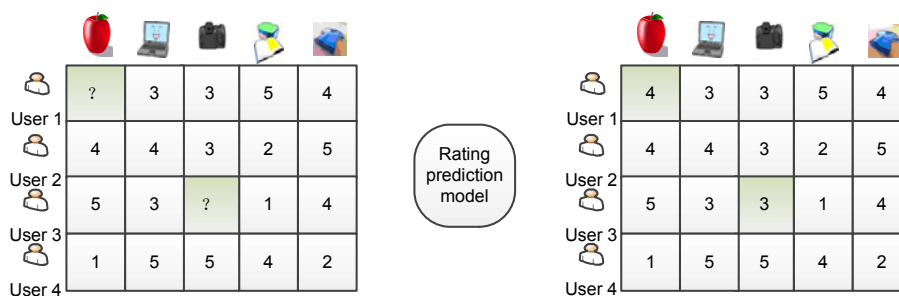 ? 3 3 5 4
User 1
4 4 3 2 5
User 2
5 3 ? 1 4
User 3
1 5 5 4 2
User 4
Rating
prediction
model
4 3 3 5 4
User 1
4 4 3 2 5
User 2
5 3 3 1 4
User 3
1 5 5 4 2
User 4